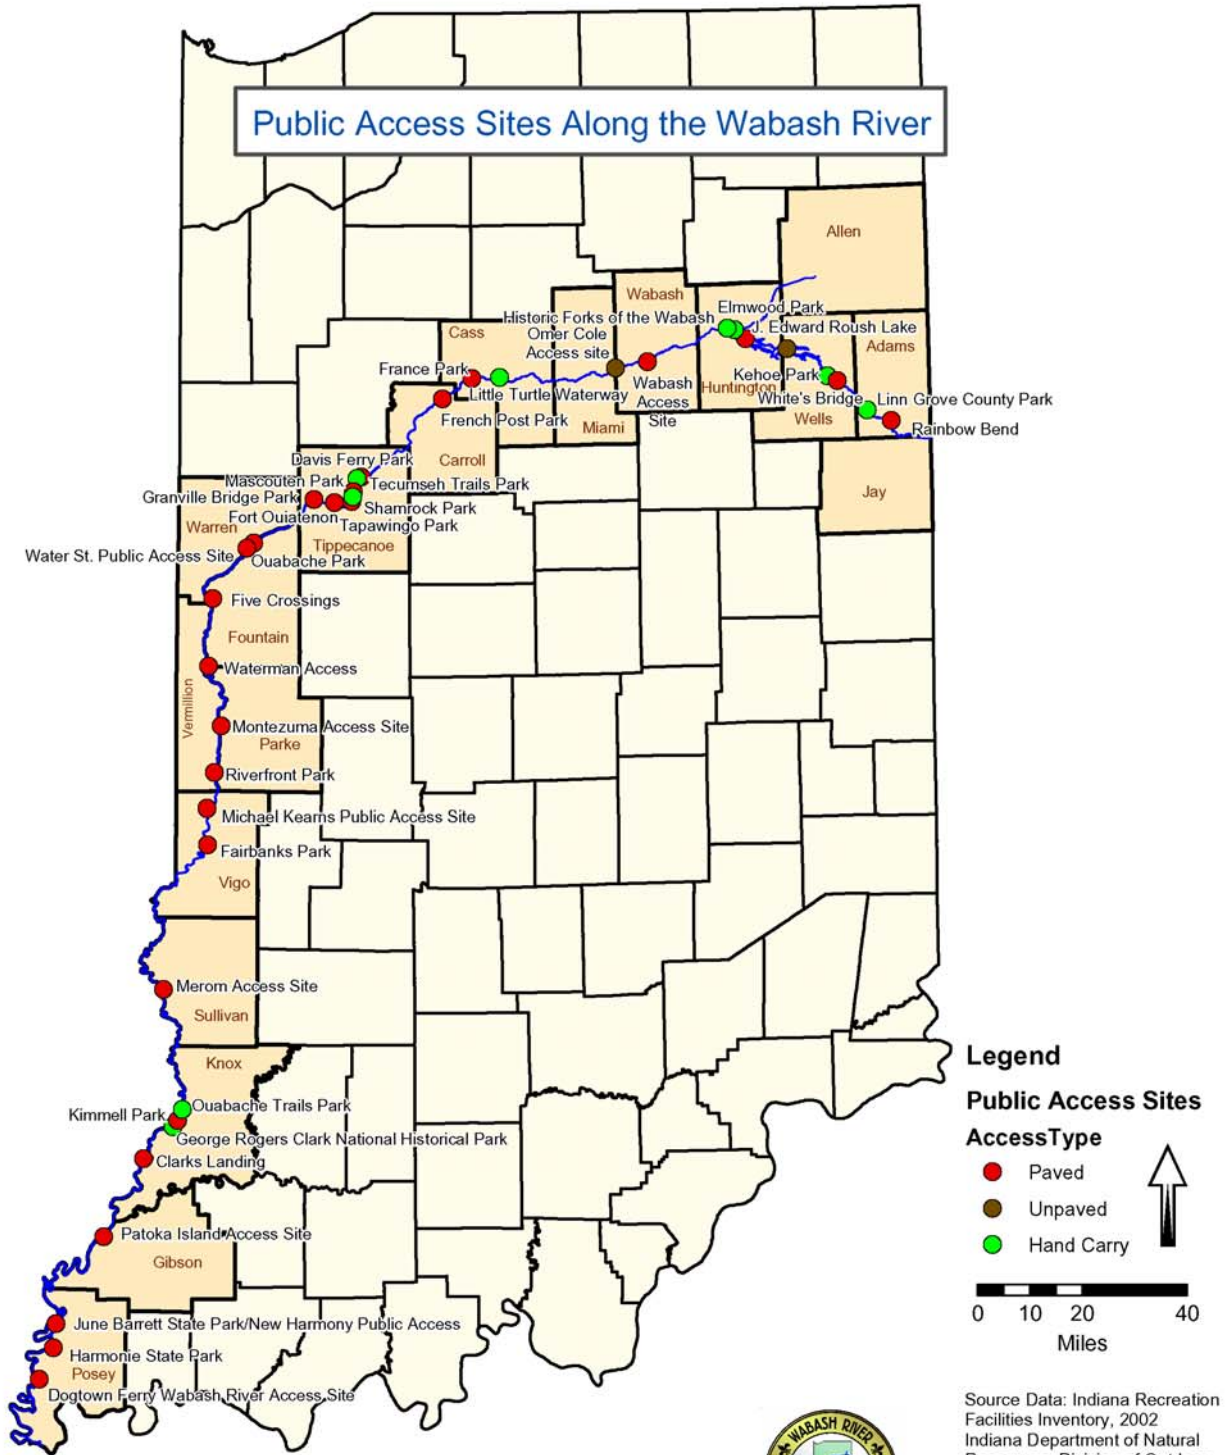 Public Access Sites Along the Wabash River
Allen
Wabash
Elmwood Park
Historic Forks of the Wabash
Cass
Omer Cole
Access site
J. Edward Roush Lake
Adams
France Park
Kehoe Park
Wabash
Access
Site
Huntington
Little Turtle Waterway
White's Bridge
Linn Grove County Park
French Post Park
Miami
Wells
Rainbow Bend
Carroll
Davis Ferry Park
Mascouten Park
Tecumseh Trails Park
Jay
Granville Bridge Park
Shamrock Park
Fort Ouiatenon
Tapawingo Park
Warren
Tippecanoe
Water St. Public Access Site
Ouabache Park
Five Crossings
Fountain
Waterman Access
Vermillion
Montezuma Access Site
Parke
Riverfront Park
Michael Kearns Public Access Site
Fairbanks Park
Vigo
Merom Access Site
Sullivan
Knox
Ouabache Trails Park
Kimmell Park
George Rogers Clark National Historical Park
Clarks Landing
Patoka Island Access Site
Gibson
June Barrett State Park/New Harmony Public Access
Harmonie State Park
Posey
Dogtown Ferry Wabash River Access Site
Legend
Public Access Sites
AccessType
Paved
Unpaved
Hand Carry
0 10 20 40
Miles
Source Data: Indiana Recreation
Facilities Inventory, 2002
Indiana Department of Natural
WABASH RIVER